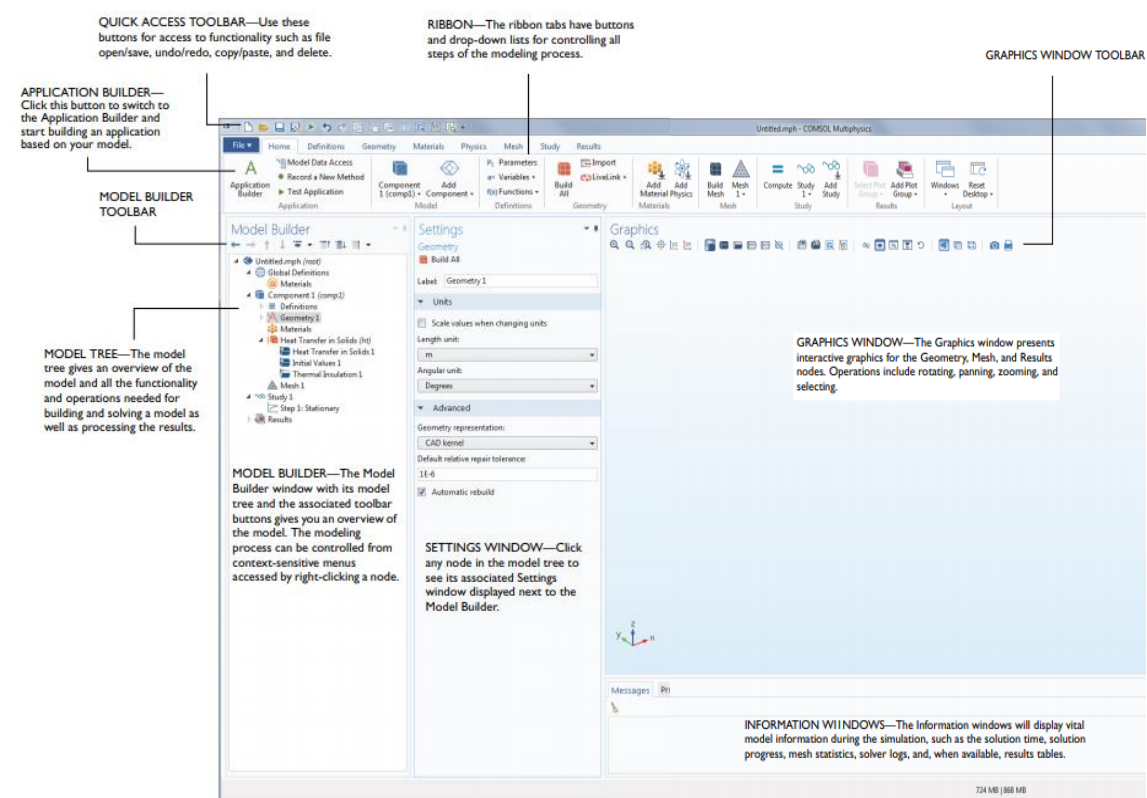 QUICK ACCESS TOOLBAR—Use these
buttons for access to functionality such as file
open/save, undo/redo, copy/paste, and delete.
RIBBON—The ribbon tabs have buttons
and drop-down lists for controlling all
steps of the modeling process.
GRAPHICS WINDOW TOOLBAR
APPLICATION BUILDER—
Click this button to switch to
the Application Builder and
start building an application
based on your model.
MODEL BUILDER
TOOLBAR
MODEL TREE—The model
tree gives an overview of the
model and all the functionality
and operations needed for
building and solving a model as
well as processing the results.
Untitled.mph - COMSOL Multiphysics
File Home Definitions Geometry Materials Physics Mesh Study Results
A
Application
Builder
Model Data Access
Record a New Method
Test Application
Application
Component
1 (comp1)
Add
Component
Model
Pi Parameters
a= Variables
f(x) Functions
Definitions
Build
All
Import
LiveLink
Geometry
Add
Material
Add
Physics
Materials
Build
Mesh
Mesh
1
Mesh
Compute
Study
1
Add
Study
Study
Select Plot
Group
Add Plot
Group
Results
Windows
Reset
Desktop
Layout
Model Builder
Untitled.mph (root)
Global Definitions
Materials
Component 1 (comp1)
Definitions
Geometry 1
Materials
Heat Transfer in Solids (ht)
Heat Transfer in Solids 1
Initial Values 1
Thermal Insulation 1
Mesh 1
Study 1
Step 1: Stationary
Results
MODEL BUILDER—The Model
Builder window with its model
tree and the associated toolbar
buttons gives you an overview of
the model. The modeling
process can be controlled from
context-sensitive menus
accessed by right-clicking a node.
Settings
Geometry
Build All
Label: Geometry 1
Units
Scale values when changing units
Length unit:
m
Angular unit:
Degrees
Advanced
Geometry representation:
CAD kernel
Default relative repair tolerance:
1E-6
Automatic rebuild
SETTINGS WINDOW—Click
any node in the model tree to
see its associated Settings
window displayed next to the
Model Builder.
Graphics
GRAPHICS WINDOW—The Graphics window presents
interactive graphics for the Geometry, Mesh, and Results
nodes. Operations include rotating, panning, zooming, and
selecting.
z
y x
Messages Pri
INFORMATION WIINDOWS—The Information windows will display vital
model information during the simulation, such as the solution time, solution
progress, mesh statistics, solver logs, and, when available, results tables.
724 MB | 868 MB